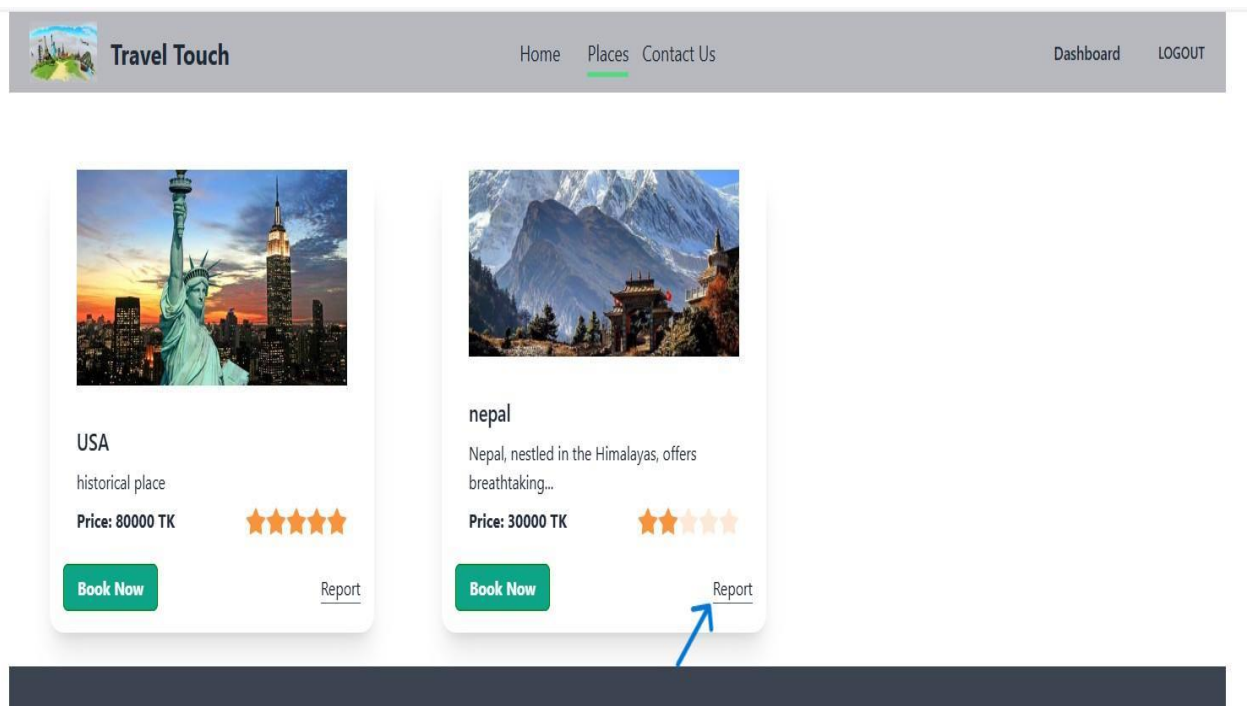 Travel Touch
Home Places Contact Us
Dashboard LOGOUT
USA
historical place
Price: 80000 TK
Book Now Report
nepal
Nepal, nestled in the Himalayas, offers
breathtaking...
Price: 30000 TK
Book Now Report